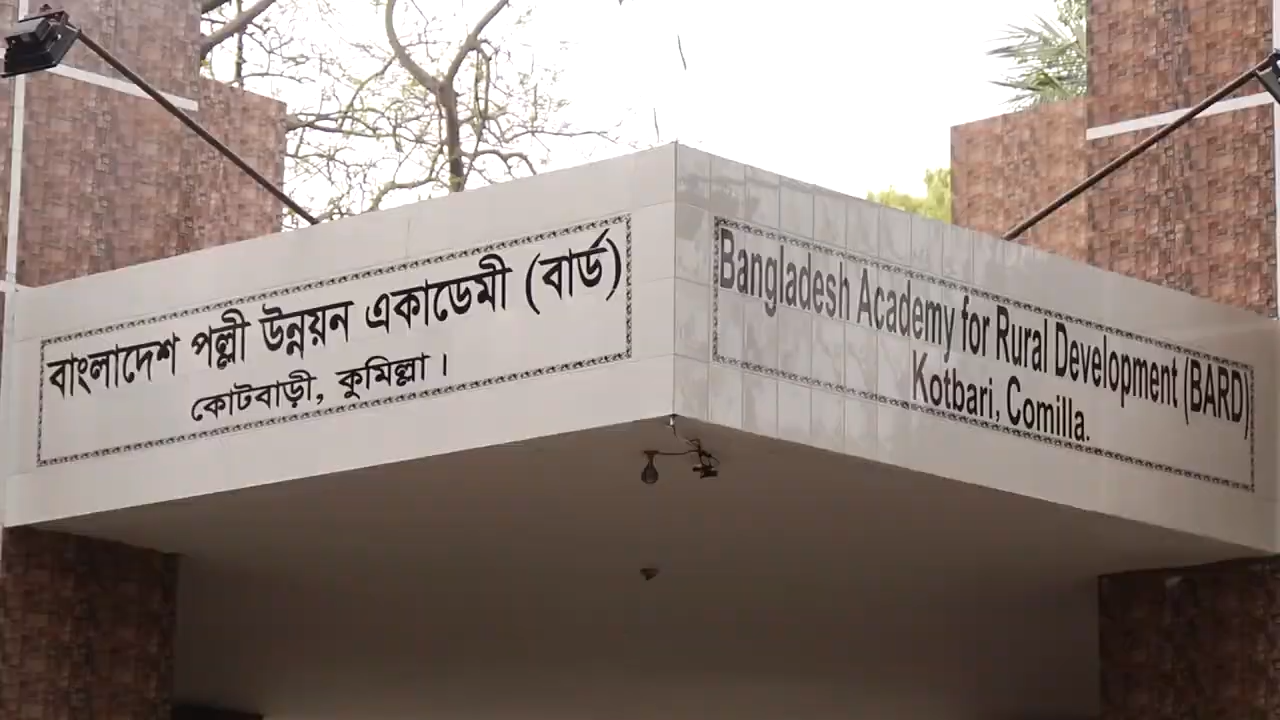 বাংলাদেশ পল্লী উন্নয়ন একাডেমী (বার্ড)
কোটবাড়ী, কুমিল্লা।
Bangladesh Academy for Rural Development (BARD)
Kotbari, Comilla.